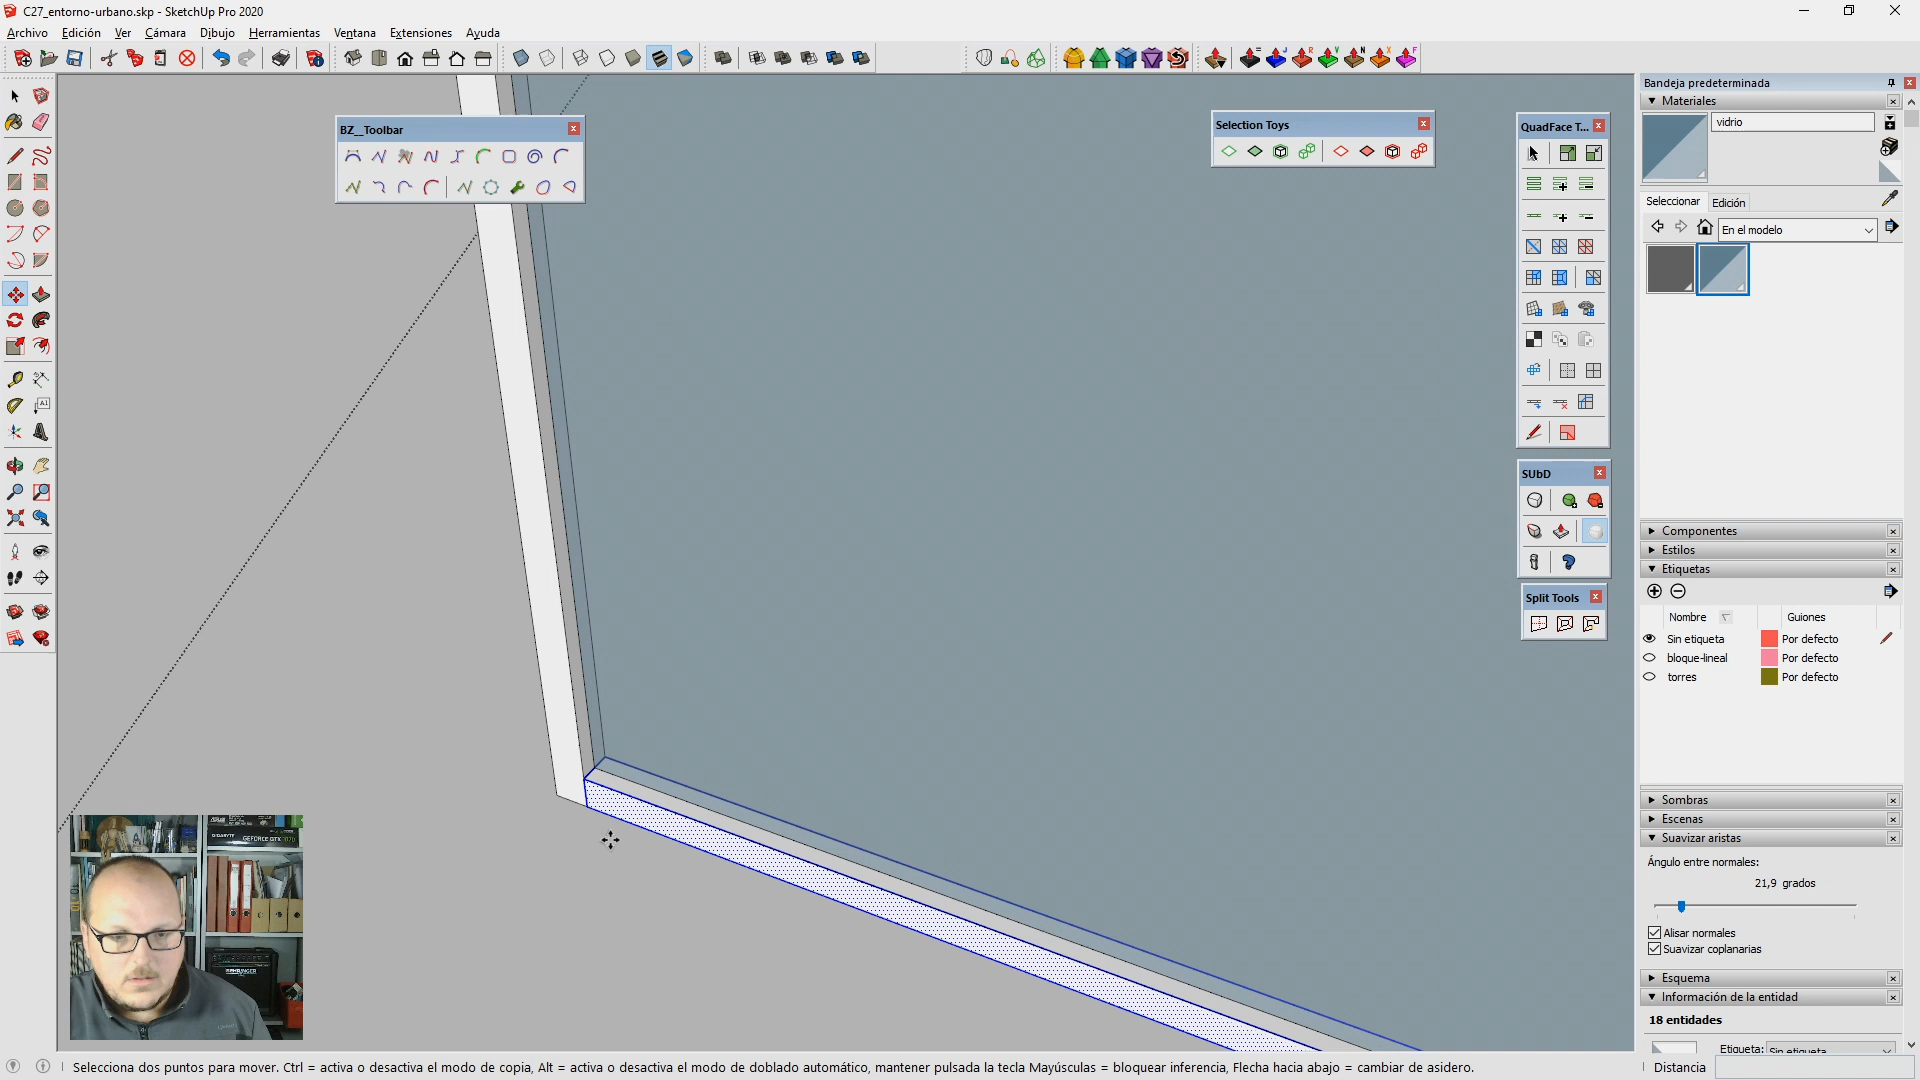 C27_entorno-urbano.skp - SketchUp Pro 2020
Archivo Edición Ver Cámara Dibujo Herramientas Ventana Extensiones Ayuda
BZ__Toolbar
Selection Toys
QuadFace T...
SUbD
Split Tools
Bandeja predeterminada
Materiales
vidrio
Seleccionar Edición
En el modelo
Componentes
Estilos
Etiquetas
Nombre Guiones
Sin etiqueta Por defecto
bloque-lineal Por defecto
torres Por defecto
Sombras
Escenas
Suavizar aristas
Ángulo entre normales:
21,9 grados
Alisar normales
Suavizar coplanarias
Esquema
Información de la entidad
18 entidades
Etiqueta: Sin etiqueta
GEFORCE GTX
BEHRINGER
Selecciona dos puntos para mover. Ctrl = activa o desactiva el modo de copia, Alt = activa o desactiva el modo de doblado automático, mantener pulsada la tecla Mayúsculas = bloquear inferencia, Flecha hacia abajo = cambiar de asidero.
Distancia